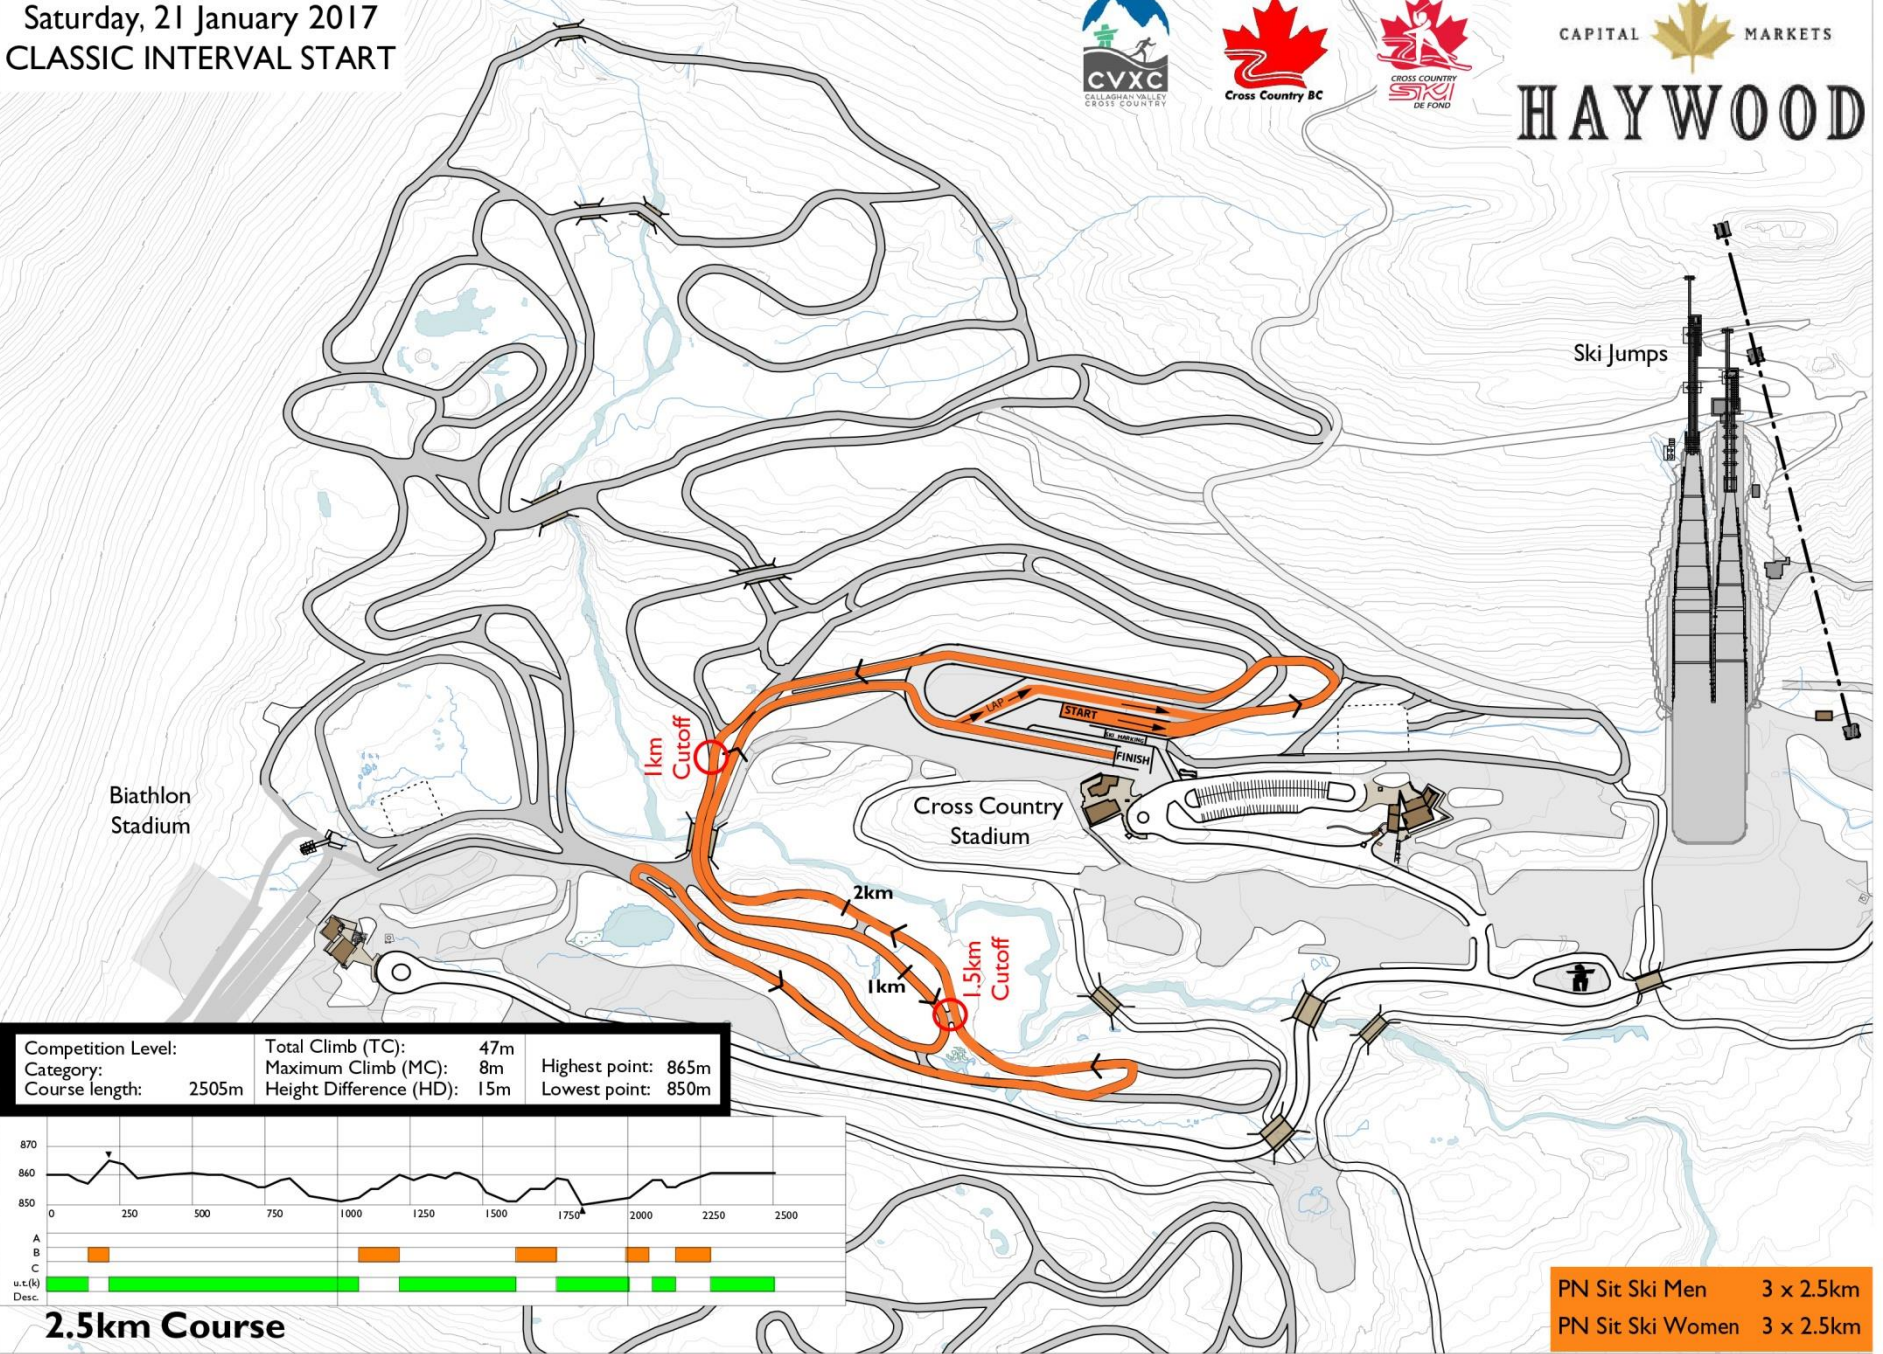 Saturday, 21 January 2017
CLASSIC INTERVAL START
CVXC
CALLAGHAN VALLEY
CROSS COUNTRY
Cross Country BC
CROSS COUNTRY
SKI
DE FOND
CAPITAL MARKETS
HAYWOOD
Ski Jumps
LAP
START
SKI MARKING
FINISH
1km
Cutoff
Biathlon
Stadium
Cross Country
Stadium
2km
1km
1.5km
Cutoff
Competition Level:
Category:
Course length: 2505m
Total Climb (TC): 47m
Maximum Climb (MC): 8m
Height Difference (HD): 15m
Highest point: 865m
Lowest point: 850m
870
860
850
0 250 500 750 1000 1250 1500 1750 2000 2250 2500
A
B
C
u.t.(k)
Desc.
2.5km Course
PN Sit Ski Men 3 x 2.5km
PN Sit Ski Women 3 x 2.5km